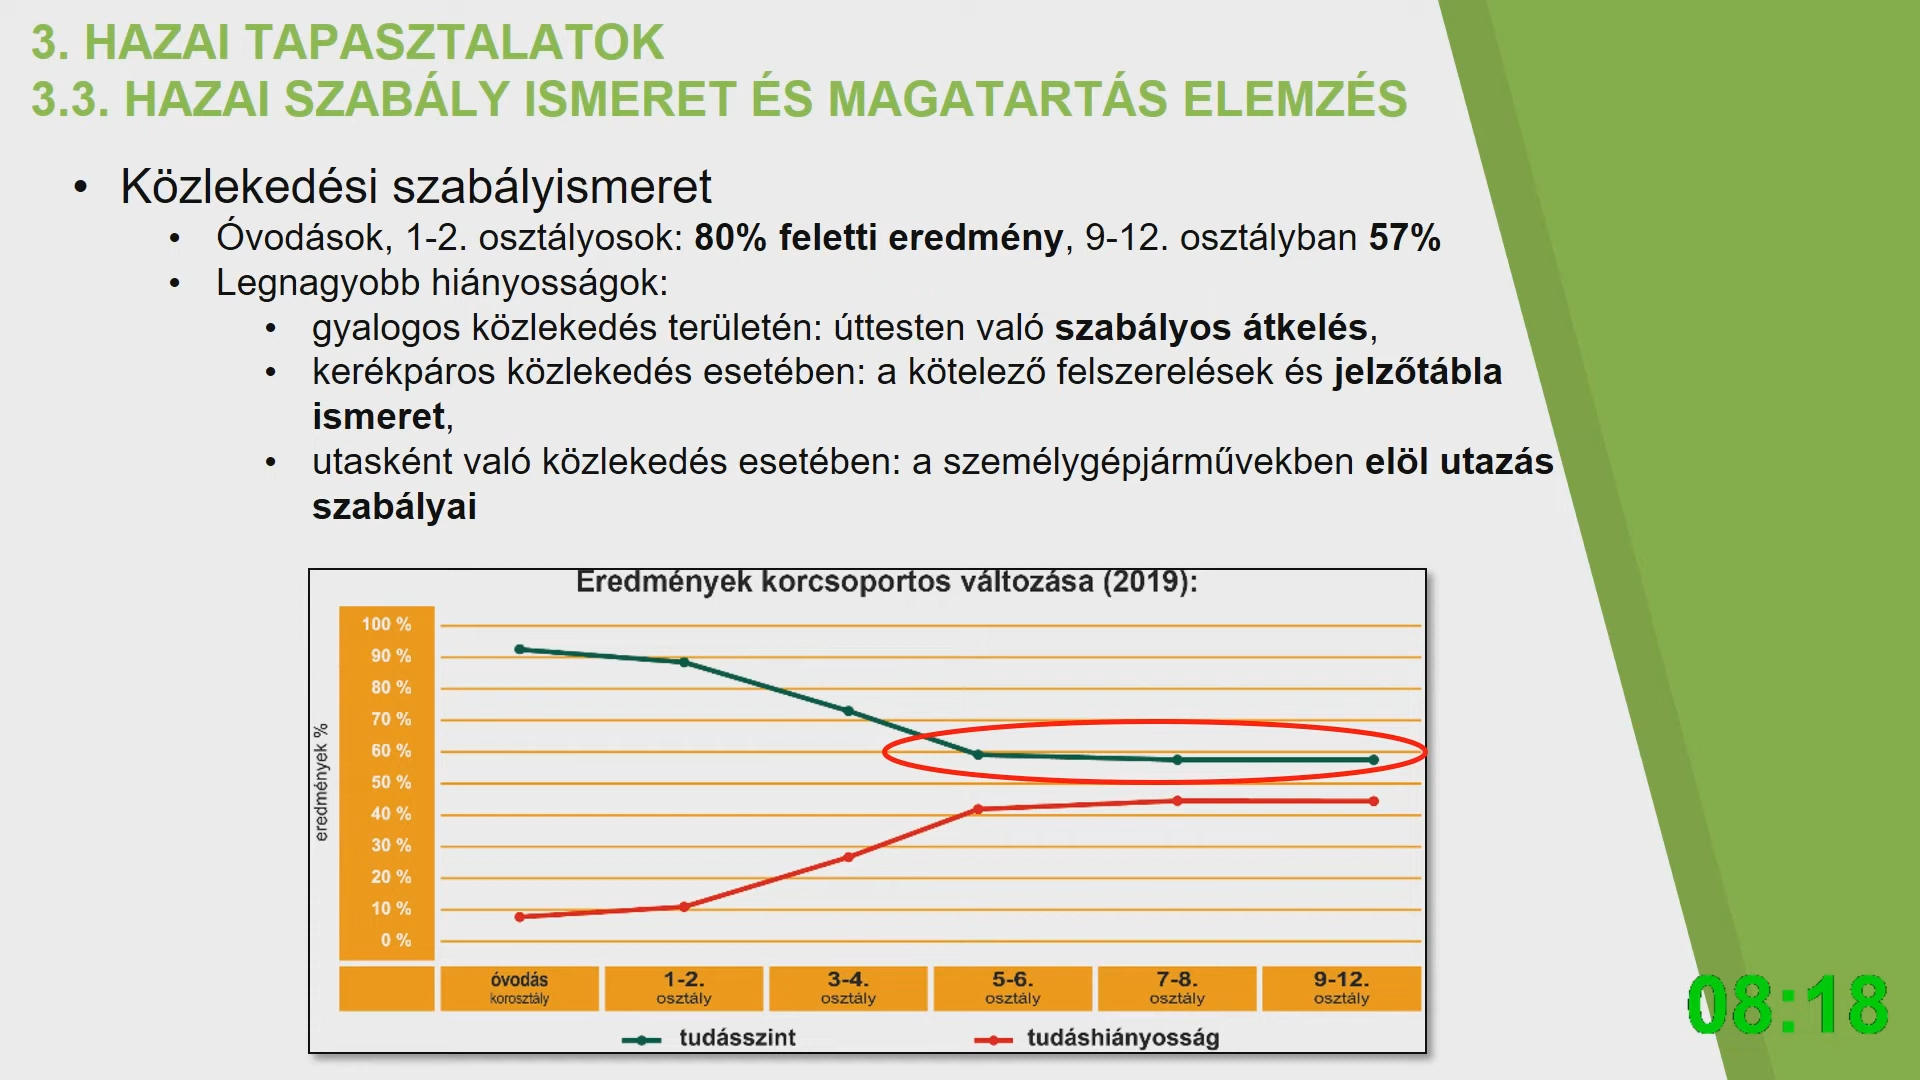 3. HAZAI TAPASZTALATOK
3.3. HAZAI SZABÁLY ISMERET ÉS MAGATARTÁS ELEMZÉS
• Közlekedési szabályismeret
• Óvodások, 1-2. osztályosok: 80% feletti eredmény, 9-12. osztályban 57%
• Legnagyobb hiányosságok:
• gyalogos közlekedés területén: úttesten való szabályos átkelés,
• kerékpáros közlekedés esetében: a kötelező felszerelések és jelzőtábla
ismeret,
• utasként való közlekedés esetében: a személygépjárművekben elöl utazás
szabályai
Eredmények korcsoportos változása (2019):
eredmények %
100 %
90 %
80 %
70 %
60 %
50 %
40 %
30 %
20 %
10 %
0 %
óvodás 1-2. 3-4. 5-6. 7-8. 9-12.
korosztály osztály osztály osztály osztály osztály
tudásszint tudáshiányosság
08:18